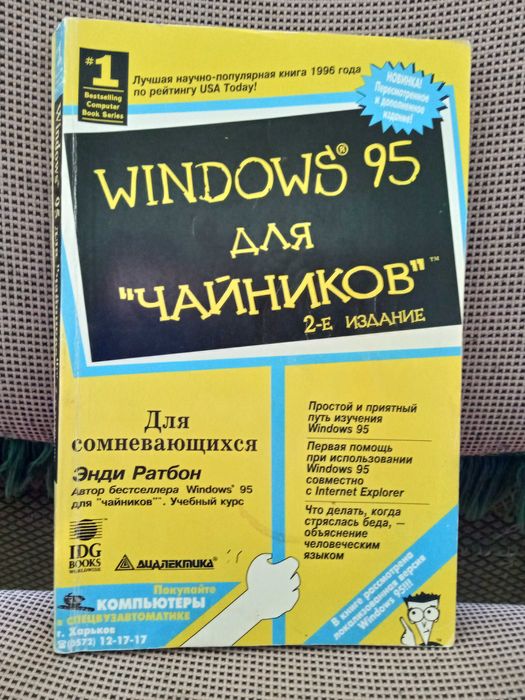 #1
Bestselling
Computer
Book Series
Лучшая научно-популярная книга 1996 года
по рейтингу USA Today!
НОВИНКА!
Пересмотренное
и дополненное
издание!
WINDOWS® 95
ДЛЯ
"ЧАЙНИКОВ"™
2-Е ИЗДАНИЕ
Для
сомневающихся
Энди Ратбон
Автор бестселлера Windows® 95
для "чайников"™. Учебный курс
IDG
BOOKS
WORLDWIDE
ДИАЛЕКТИКА®
Простой и приятный
путь изучения
Windows 95
Первая помощь
при использовании
Windows 95
совместно
с Internet Explorer
Что делать, когда
стряслась беда, —
объяснение
человеческим
языком
Покупайте
КОМПЬЮТЕРЫ
в СПЕЦВУЗАВТОМАТИКЕ
г. Харьков
☎(0572) 12-17-17
В книге рассмотрена
локализованная версия
Windows 95!!!